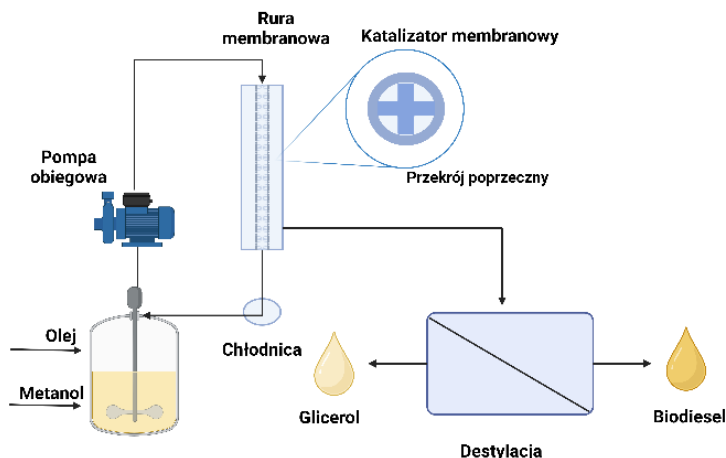 Rura
membranowa
Katalizator membranowy
Przekrój poprzeczny
Pompa
obiegowa
Olej
Metanol
Chłodnica
Glicerol
Biodiesel
Destylacja